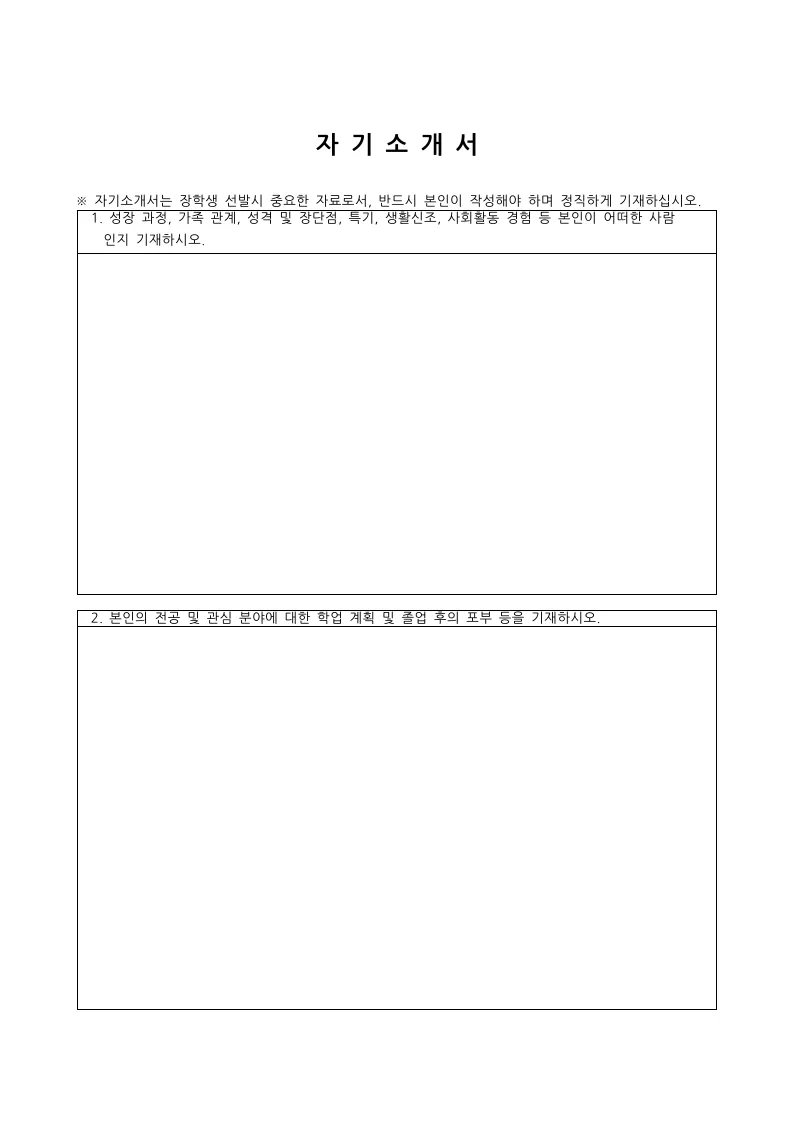 자 기 소 개 서
※ 자기소개서는 장학생 선발시 중요한 자료로서, 반드시 본인이 작성해야 하며 정직하게 기재하십시오.
1. 성장 과정, 가족 관계, 성격 및 장단점, 특기, 생활신조, 사회활동 경험 등 본인이 어떠한 사람
인지 기재하시오.
2. 본인의 전공 및 관심 분야에 대한 학업 계획 및 졸업 후의 포부 등을 기재하시오.